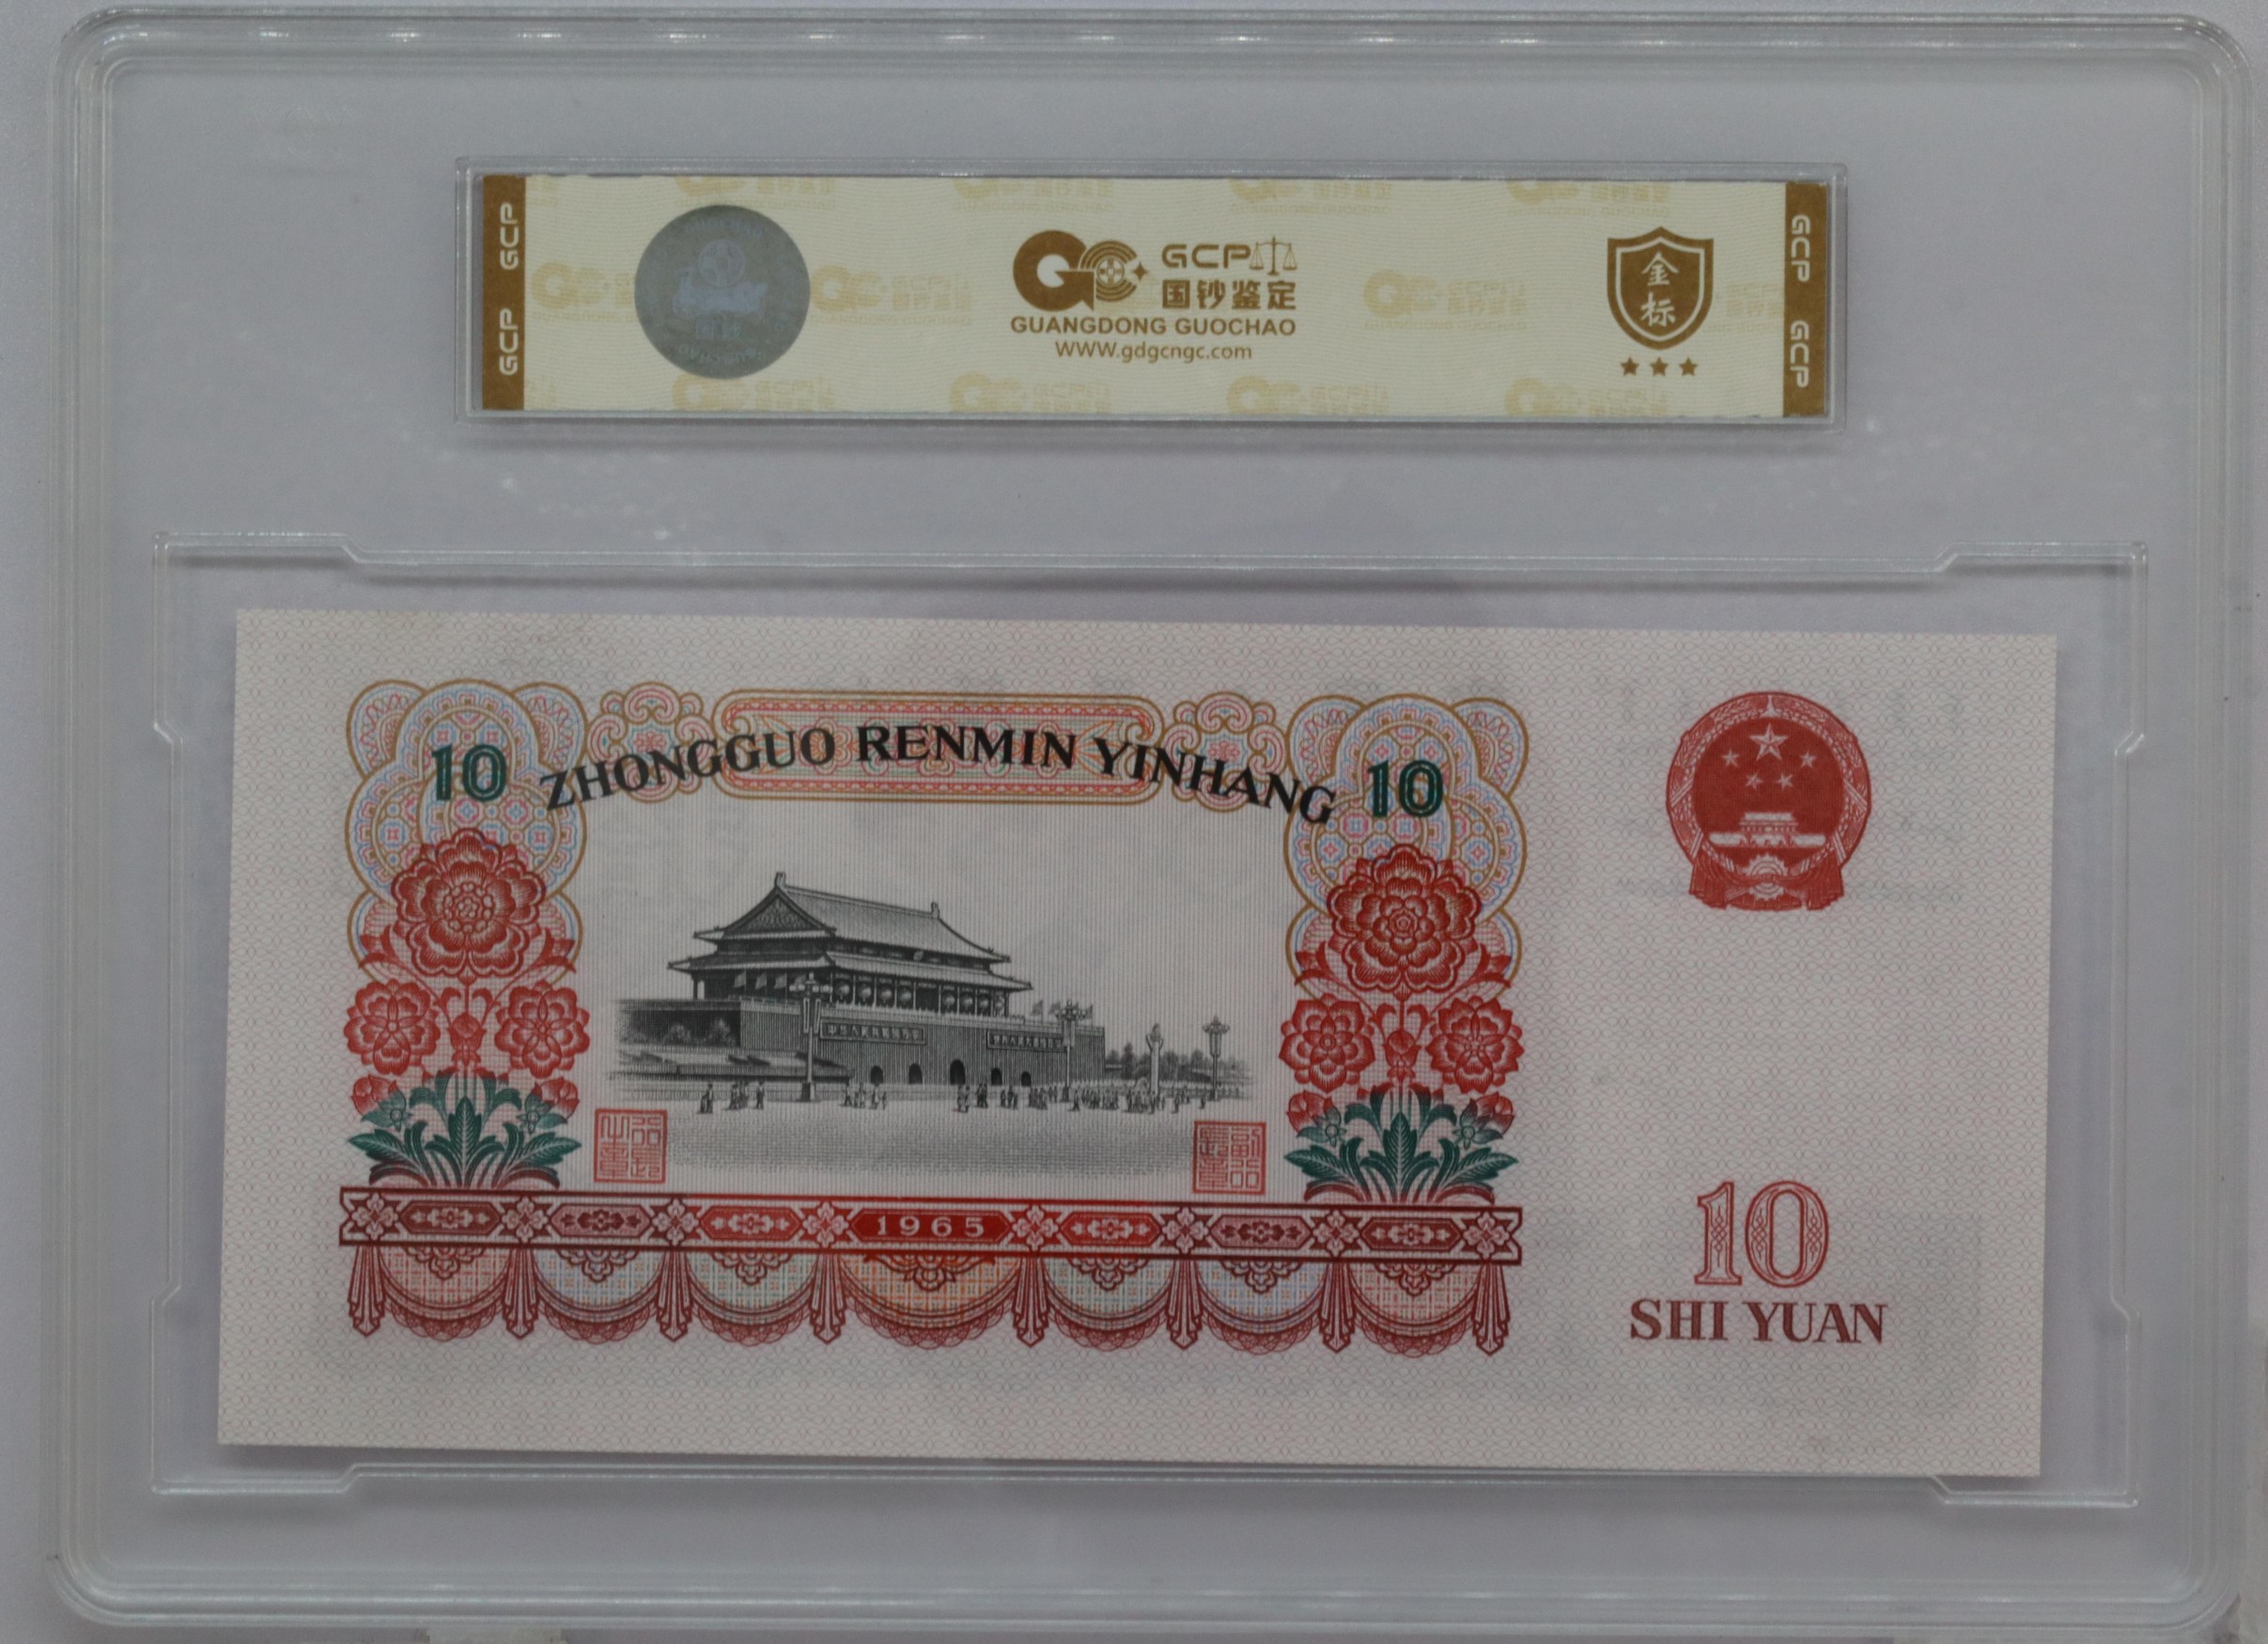 GCP GCP
GCP
国钞鉴定
GUANGDONG GUOCHAO
WWW.gdgcngc.com
金
标
GCP GCP
10 ZHONGGUO RENMIN YINHANG 10
1965
10
SHI YUAN